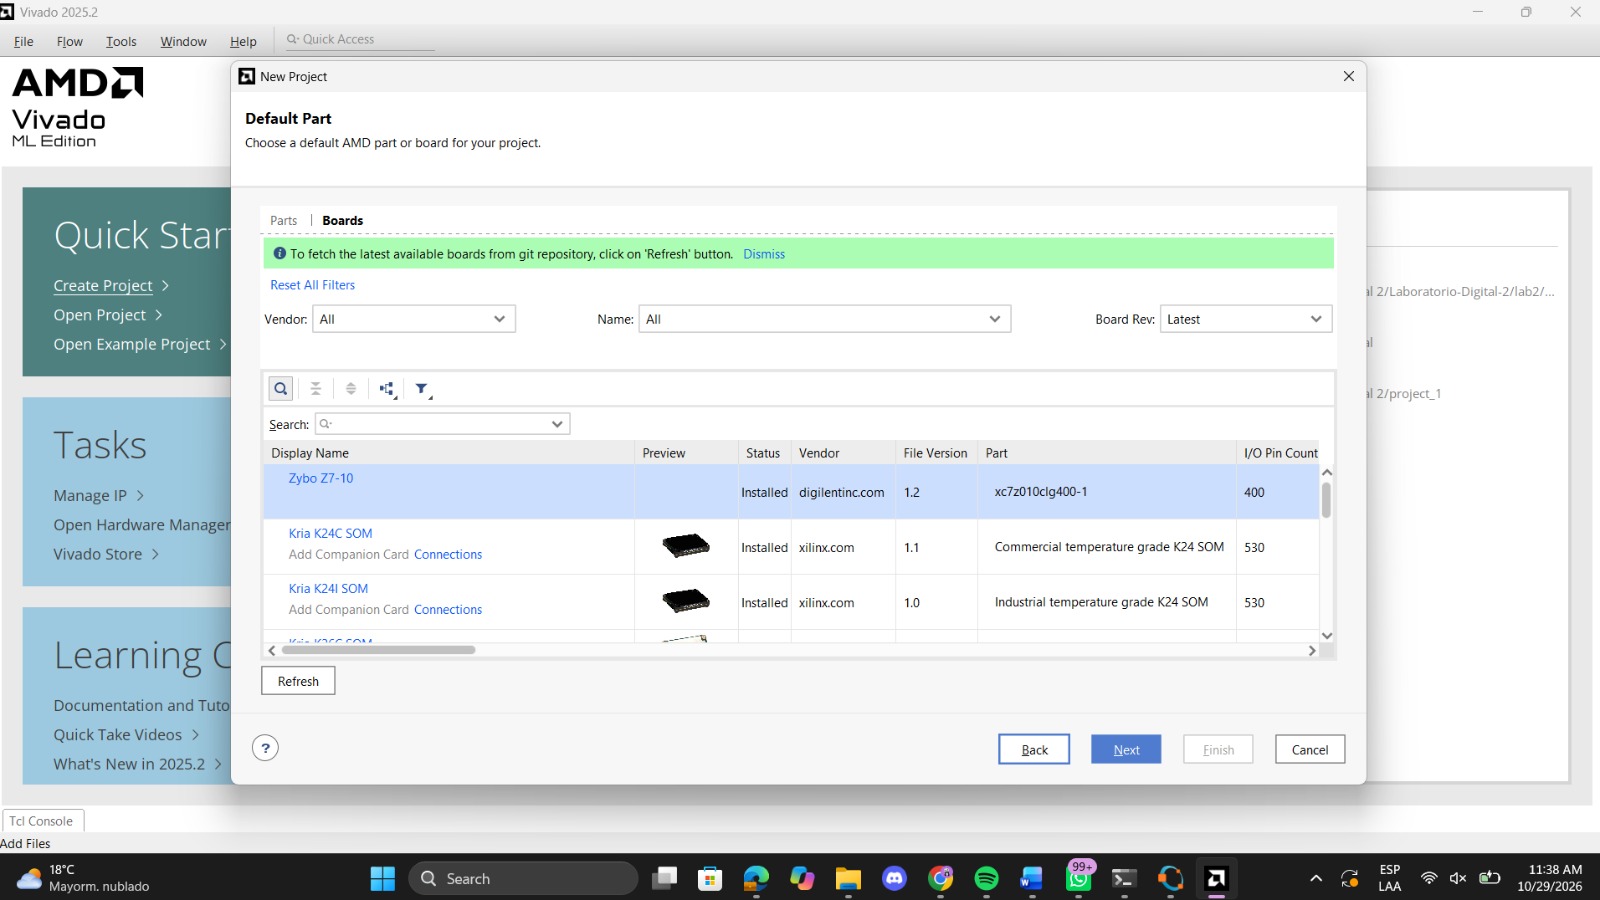 Vivado 2025.2
File Flow Tools Window Help Quick Access
AMD
Vivado
ML Edition
New Project
Default Part
Choose a default AMD part or board for your project.
Parts | Boards
To fetch the latest available boards from git repository, click on 'Refresh' button. Dismiss
Reset All Filters
Vendor: All Name: All Board Rev: Latest
Search:
Display Name Preview Status Vendor File Version Part I/O Pin Count
Zybo Z7-10 Installed digilentinc.com 1.2 xc7z010clg400-1 400
Kria K24C SOM
Add Companion Card Connections
Installed xilinx.com 1.1 Commercial temperature grade K24 SOM 530
Kria K24I SOM
Add Companion Card Connections
Installed xilinx.com 1.0 Industrial temperature grade K24 SOM 530
Refresh
? Back Next Finish Cancel
Quick Star
Create Project >
Open Project >
Open Example Project >
Tasks
Manage IP >
Open Hardware Manager
Vivado Store >
Learning C
Documentation and Tuto
Quick Take Videos >
What's New in 2025.2 >
al 2/Laboratorio-Digital-2/lab2/...
al
al 2/project_1
Tcl Console
Add Files
18°C
Mayorm. nublado
Search
99+
ESP
LAA
11:38 AM
10/29/2026